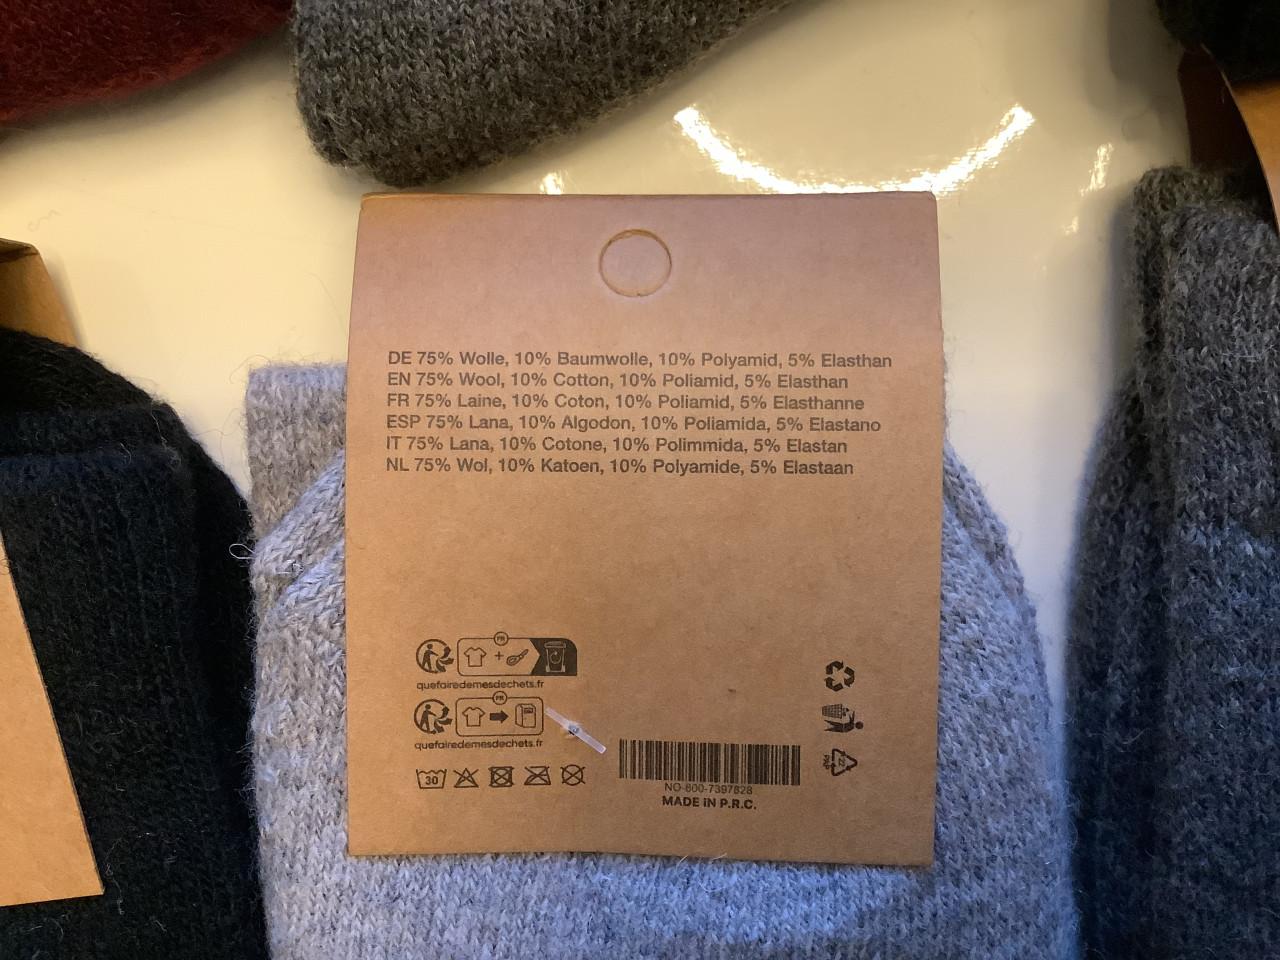 DE 75% Wolle, 10% Baumwolle, 10% Polyamid, 5% Elasthan
EN 75% Wool, 10% Cotton, 10% Poliamid, 5% Elasthan
FR 75% Laine, 10% Coton, 10% Poliamid, 5% Elasthanne
ESP 75% Lana, 10% Algodon, 10% Poliamida, 5% Elastano
IT 75% Lana, 10% Cotone, 10% Polimmida, 5% Elastan
NL 75% Wol, 10% Katoen, 10% Polyamide, 5% Elastaan
FR
quefairedemesdechets.fr
FR
quefairedemesdechets.fr
30
NO-800-7397828
MADE iN P.R.C.